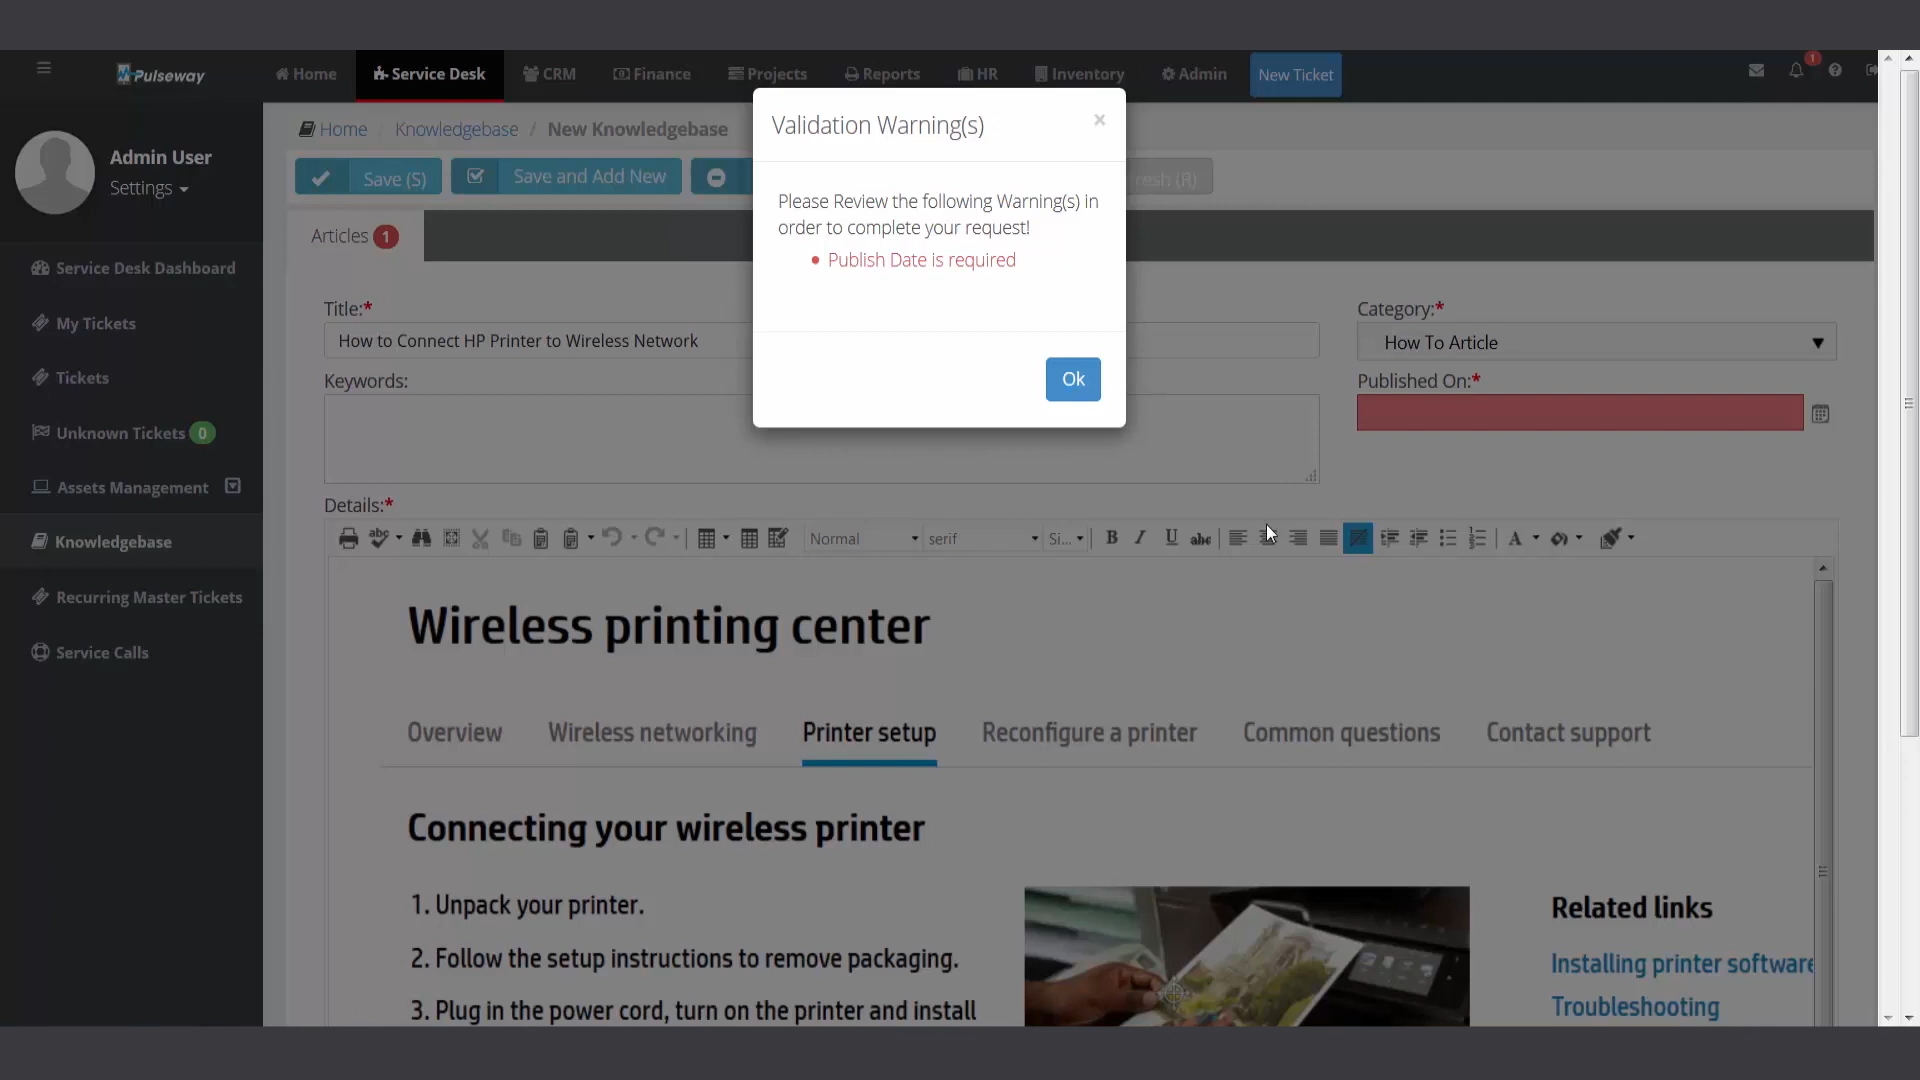 Pulseway
Home
Service Desk
CRM
Finance
Projects
Reports
HR
Inventory
Admin
New Ticket
1
Admin User
Settings
Service Desk Dashboard
My Tickets
Tickets
Unknown Tickets 0
Assets Management
Knowledgebase
Recurring Master Tickets
Service Calls
Home / Knowledgebase / New Knowledgebase
Save (S)
Save and Add New
resh (R)
Articles 1
Validation Warning(s)
×
Please Review the following Warning(s) in
order to complete your request!
Publish Date is required
Ok
Title:*
How to Connect HP Printer to Wireless Network
Category:*
How To Article
Keywords:
Published On:*
Details:*
abc
Normal
serif
Si...
B I U abc
A
Wireless printing center
Overview
Wireless networking
Printer setup
Reconfigure a printer
Common questions
Contact support
Connecting your wireless printer
1. Unpack your printer.
2. Follow the setup instructions to remove packaging.
3. Plug in the power cord, turn on the printer and install
Related links
Installing printer software
Troubleshooting